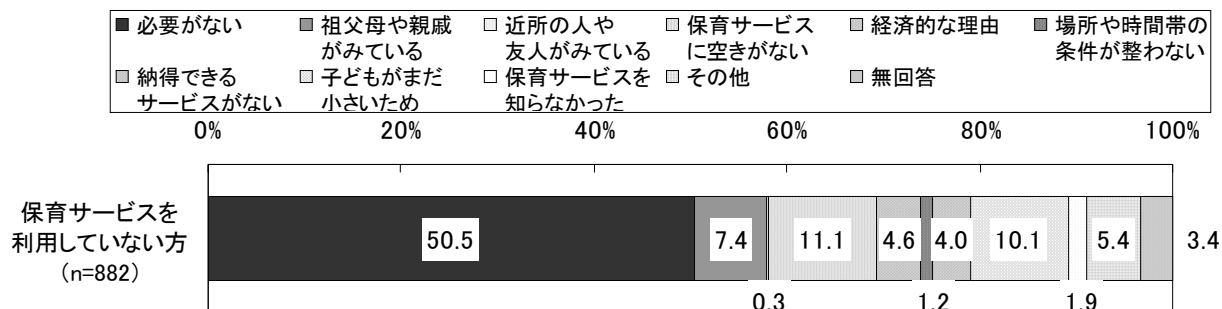 ■ 必要がない
■ 祖父母や親戚
がみている
□ 近所の人や
友人がみている
□ 保育サービス
に空きがない
□ 経済的な理由
■ 場所や時間帯の
条件が整わない
□ 納得できる
サービスがない
□ 子どもがまだ
小さいため
□ 保育サービスを
知らなかった
□ その他
□ 無回答
0% 20% 40% 60% 80% 100%
保育サービスを
利用していない方
(n=882)
50.5 7.4 11.1 4.6 4.0 10.1 5.4 3.4
0.3 1.2 1.9